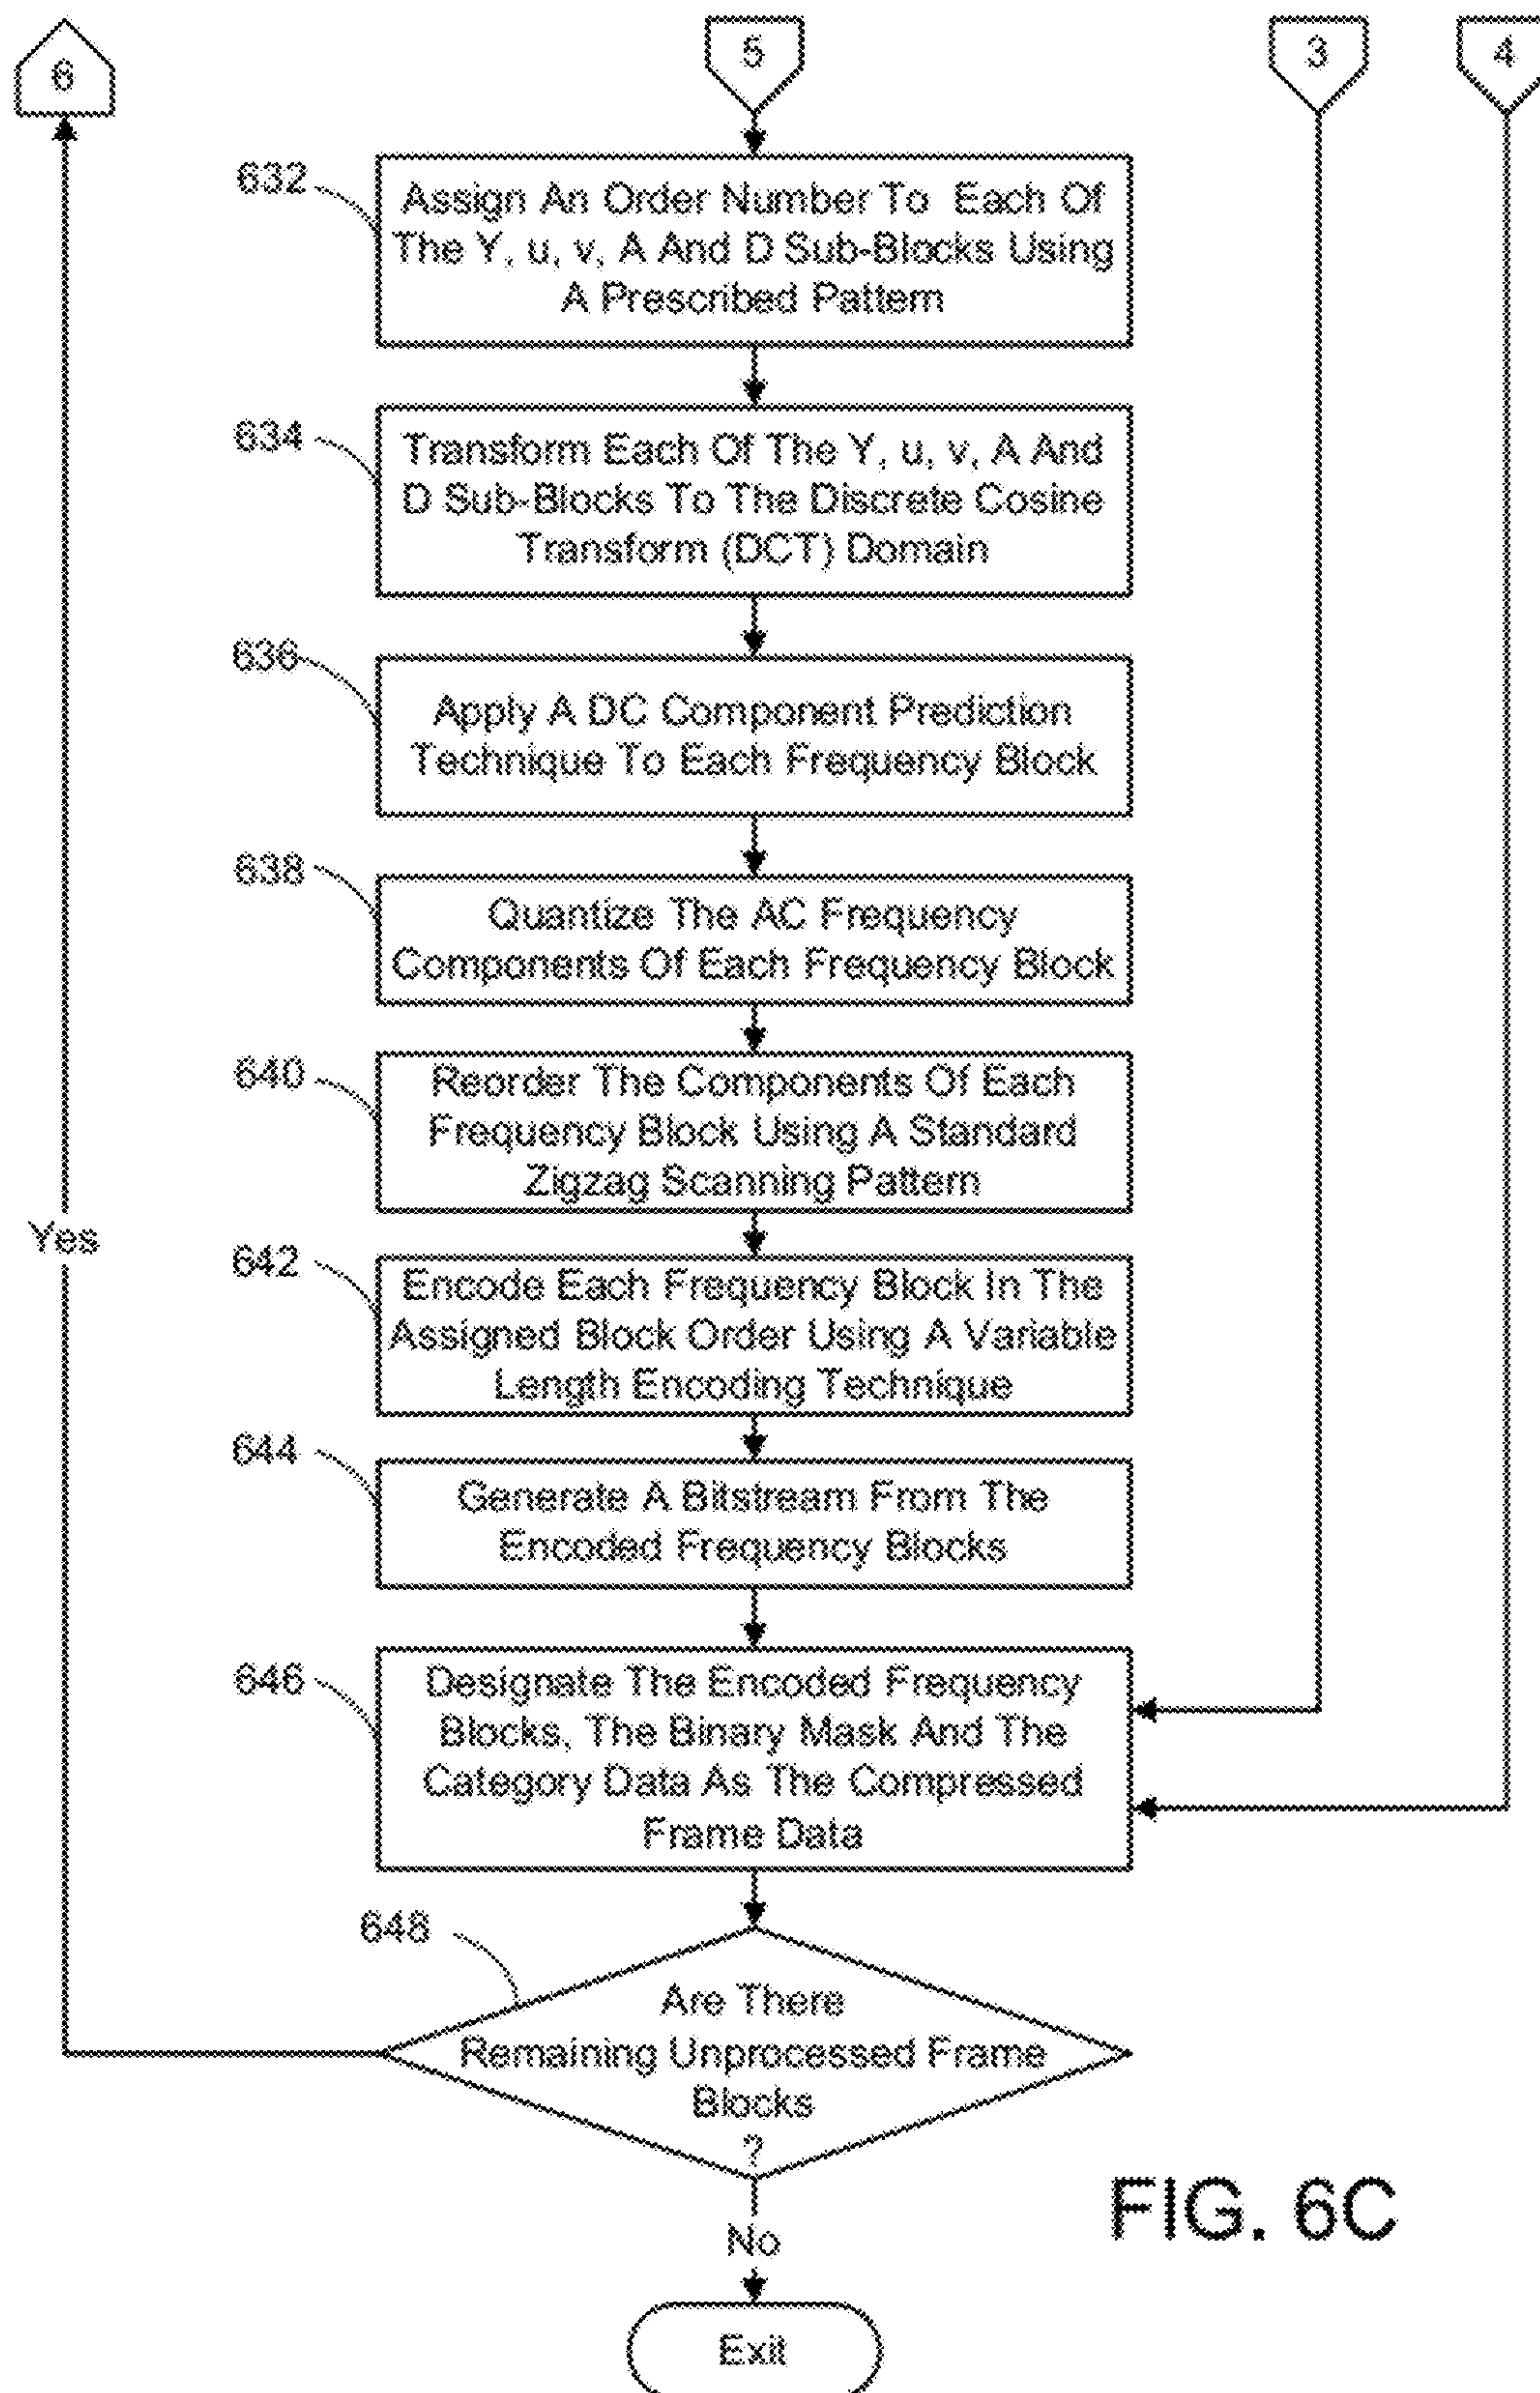 6
5
3
4
632
Assign An Order Number To Each Of
The Y, u, v, A And D Sub-Blocks Using
A Prescribed Pattern
634
Transform Each Of The Y, u, v, A And
D Sub-Blocks To The Discrete Cosine
Transform (DCT) Domain
636
Apply A DC Component Prediction
Technique To Each Frequency Block
638
Quantize The AC Frequency
Components Of Each Frequency Block
640
Reorder The Components Of Each
Frequency Block Using A Standard
Zigzag Scanning Pattern
Yes
642
Encode Each Frequency Block In The
Assigned Block Order Using A Variable
Length Encoding Technique
644
Generate A Bitstream From The
Encoded Frequency Blocks
646
Designate The Encoded Frequency
Blocks, The Binary Mask And The
Category Data As The Compressed
Frame Data
648
Are There
Remaining Unprocessed Frame
Blocks
?
No
FIG. 6C
Exit